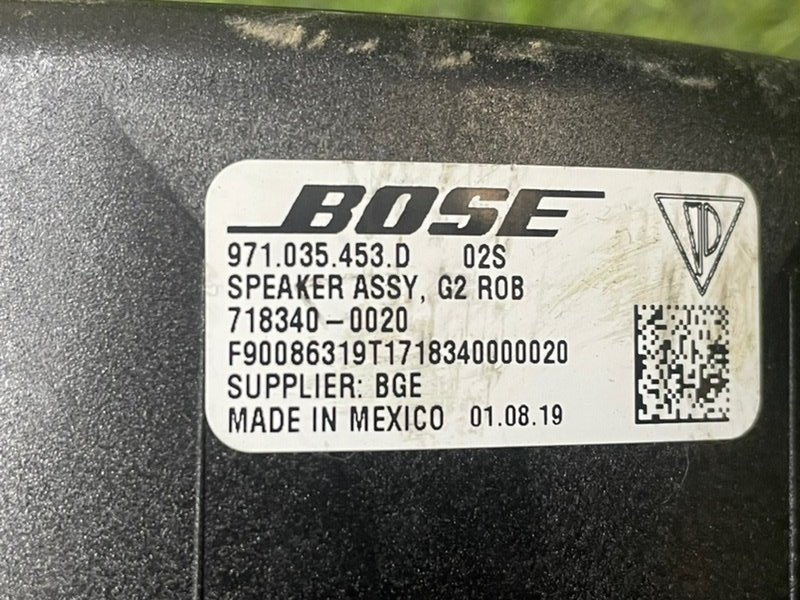 BOSE
971.035.453.D 02S
SPEAKER ASSY, G2 ROB
718340-0020
F90086319T1718340000020
SUPPLIER: BGE
MADE IN MEXICO 01.08.19